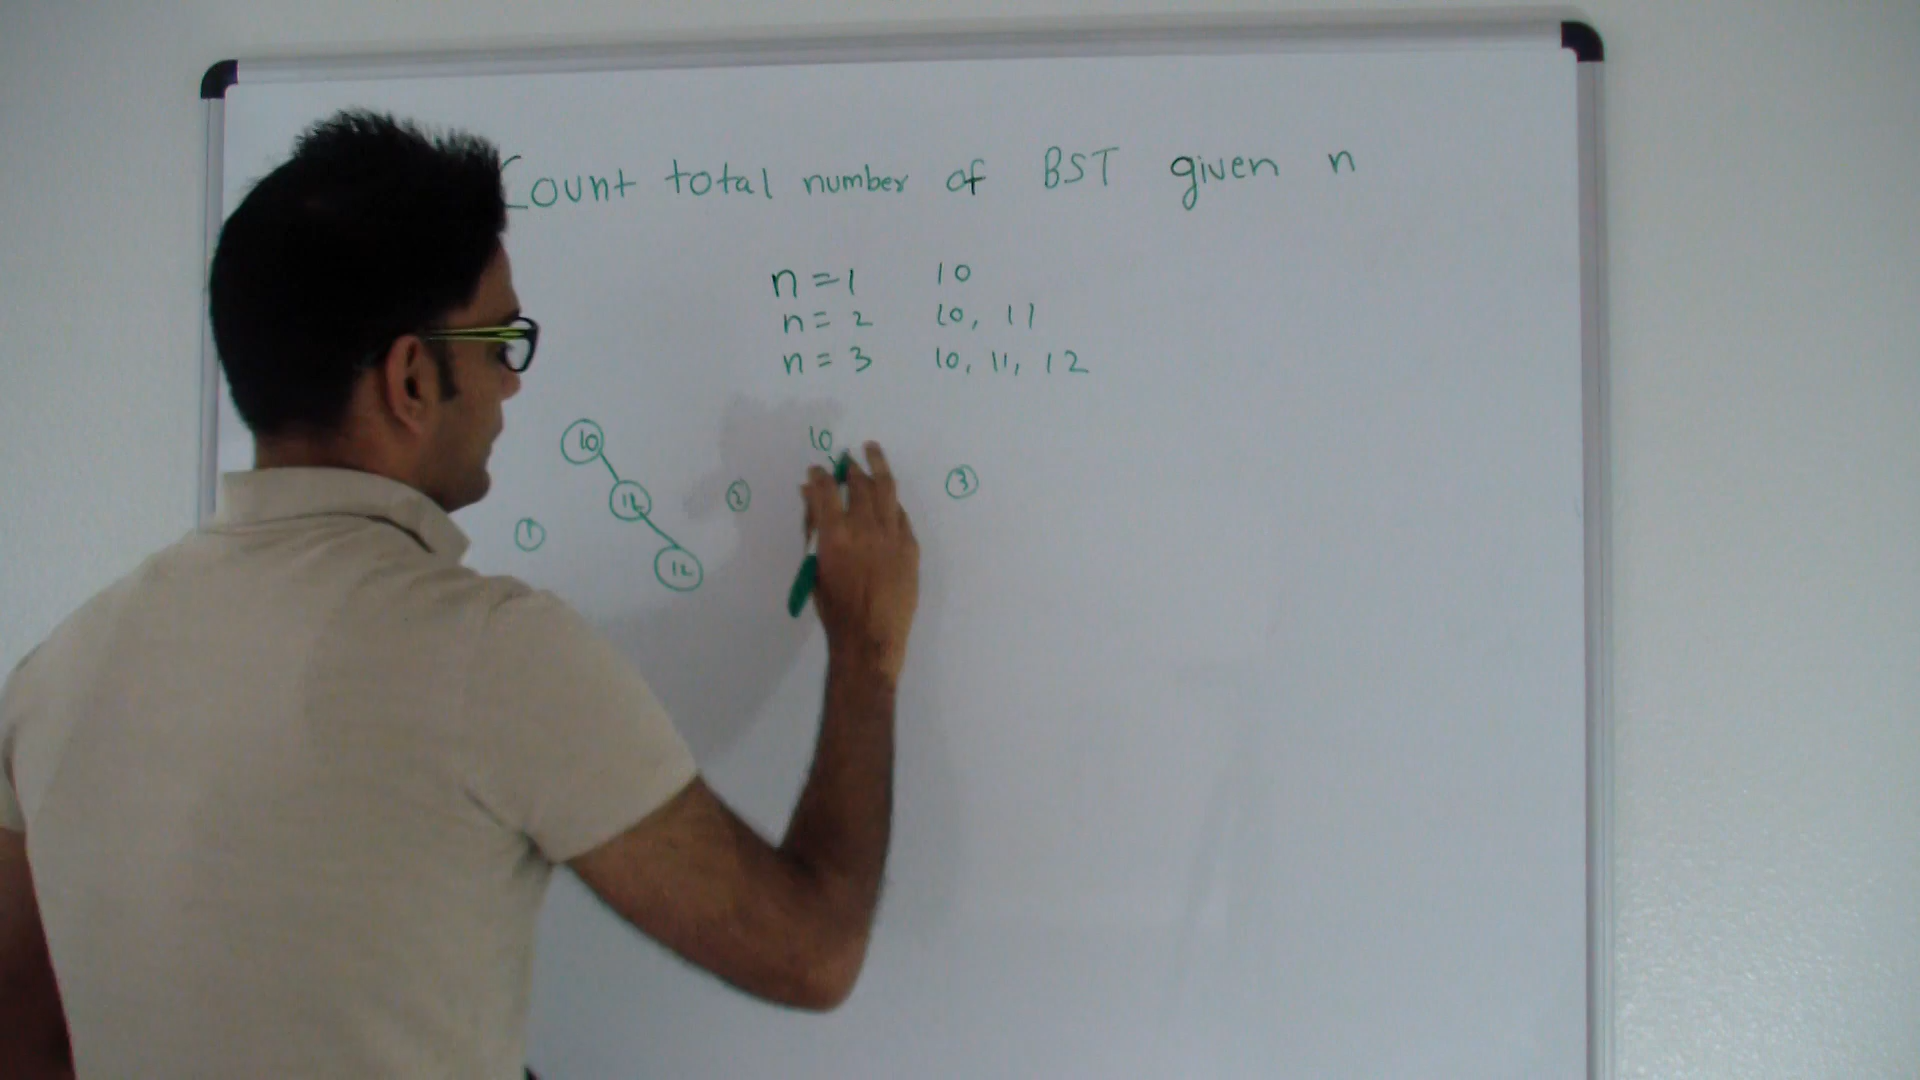 Count total number of BST given n
n = 1 10
n = 2 10, 11
n = 3 10, 11, 12
10
12
12
1
2
10
3